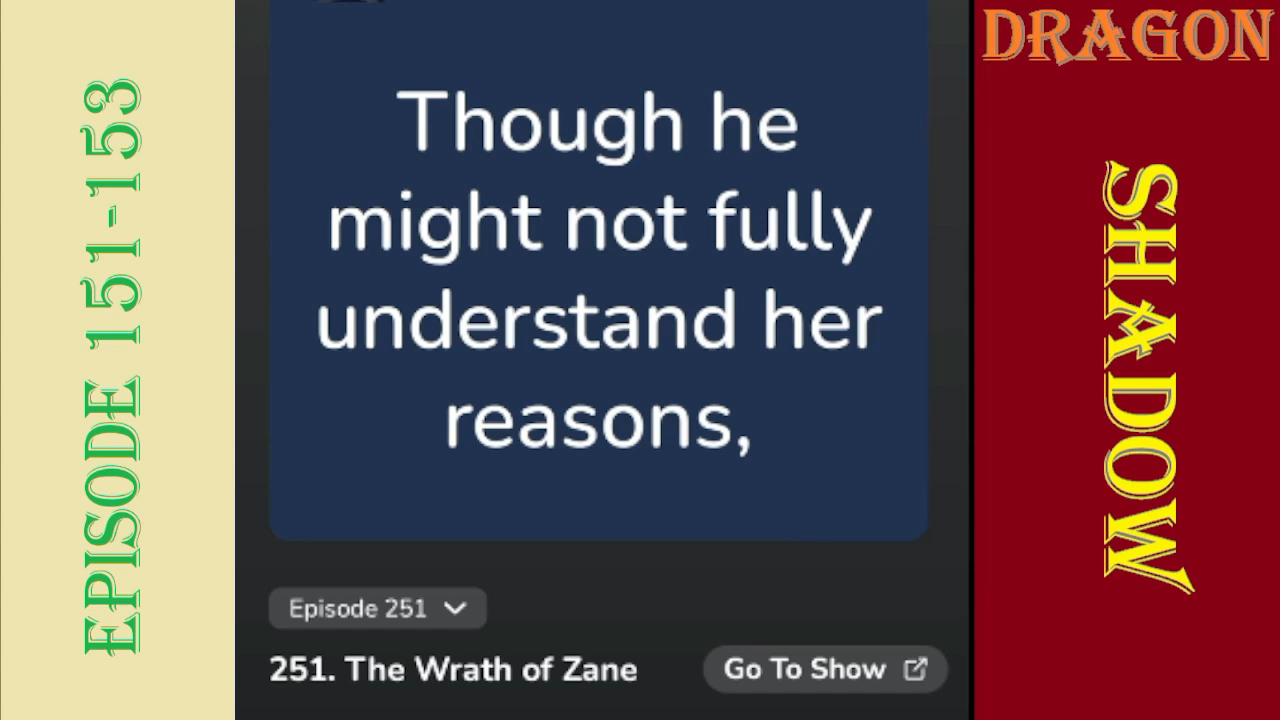 EPISODE 151-153
Though he
might not fully
understand her
reasons,
Episode 251
251. The Wrath of Zane
Go To Show
DRAGON
SHADOW